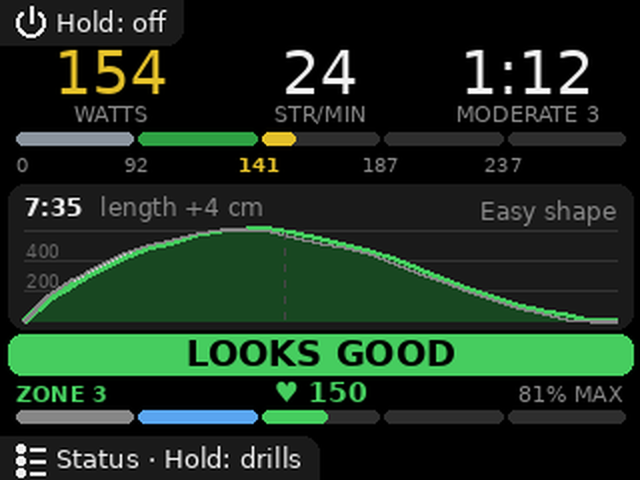 Hold: off
154 24 1:12
WATTS STR/MIN MODERATE 3
0 92 141 187 237
7:35 length +4 cm Easy shape
400
200
LOOKS GOOD
ZONE 3 ♥ 150 81% MAX
Status · Hold: drills